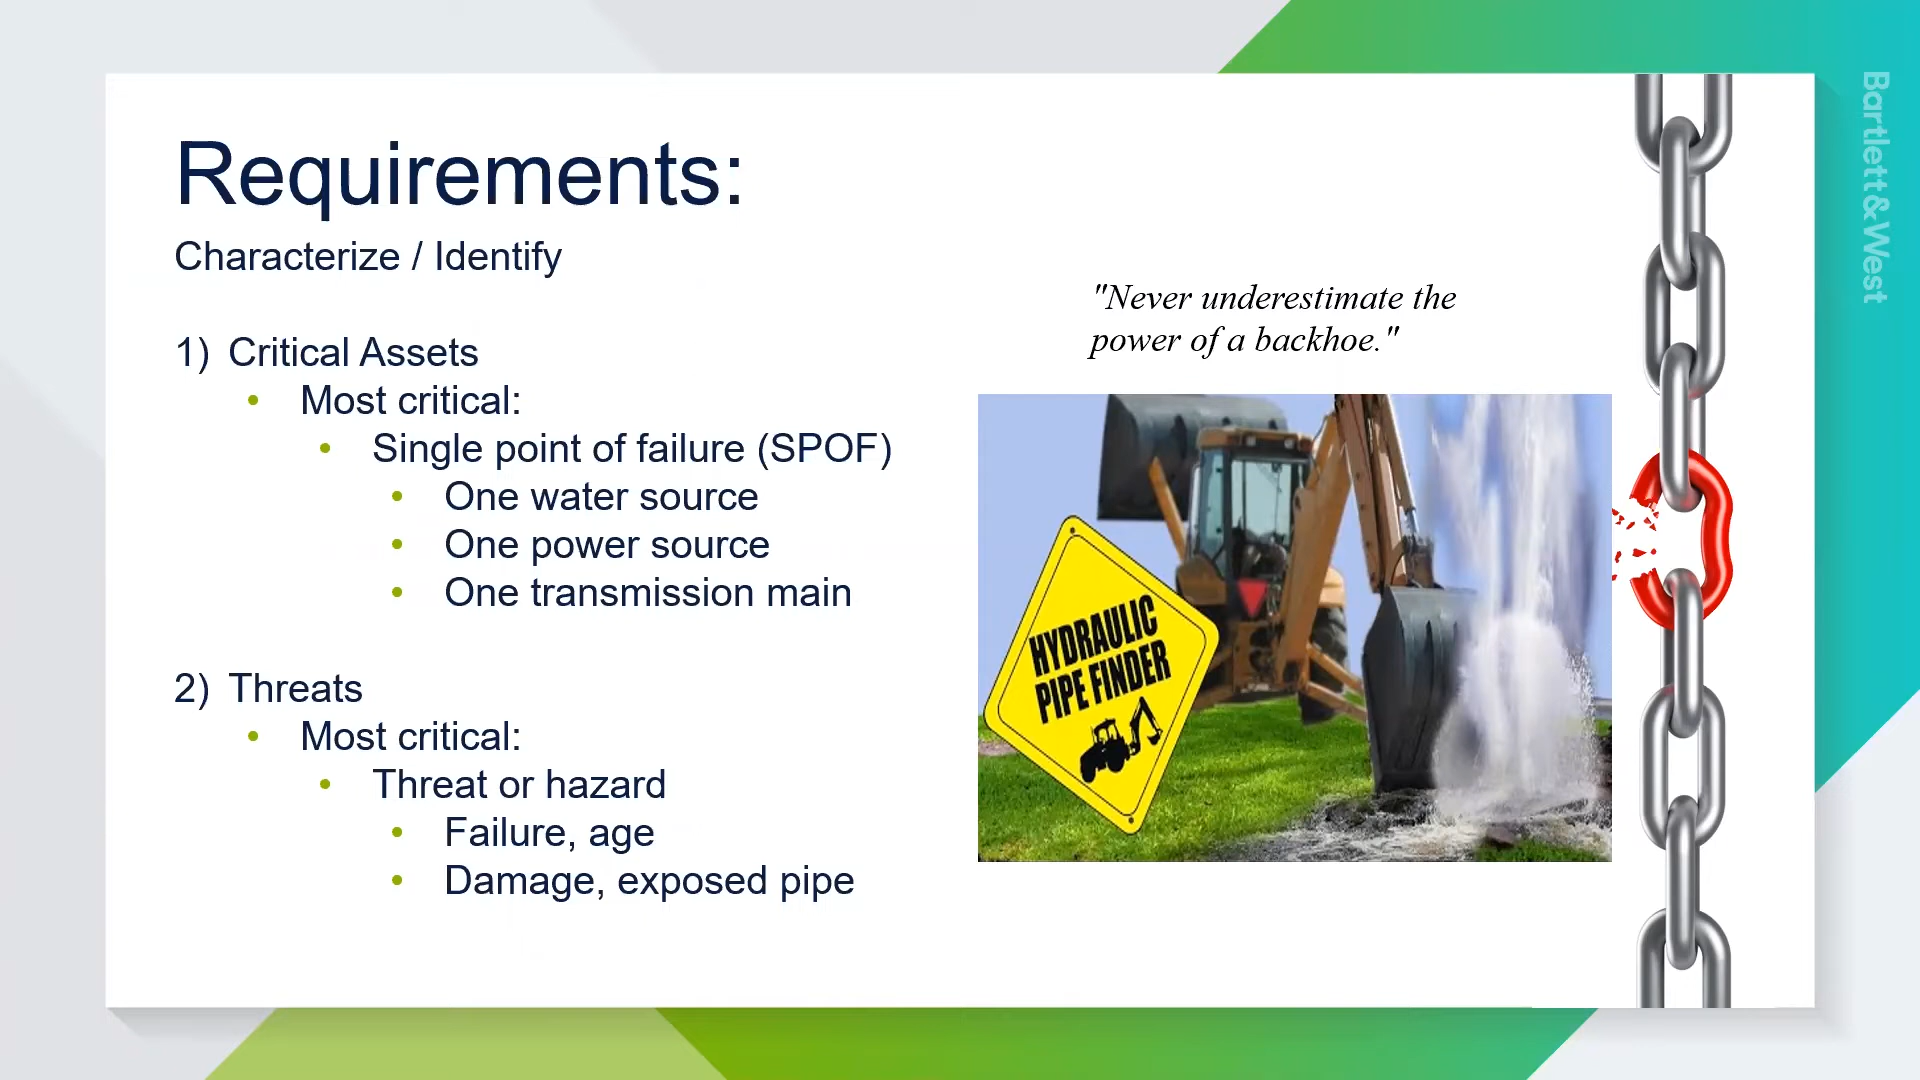 Requirements:
Characterize / Identify
1) Critical Assets
• Most critical:
• Single point of failure (SPOF)
• One water source
• One power source
• One transmission main
2) Threats
• Most critical:
• Threat or hazard
• Failure, age
• Damage, exposed pipe
"Never underestimate the
power of a backhoe."
HYDRAULIC
PIPE FINDER
Bartlett&West